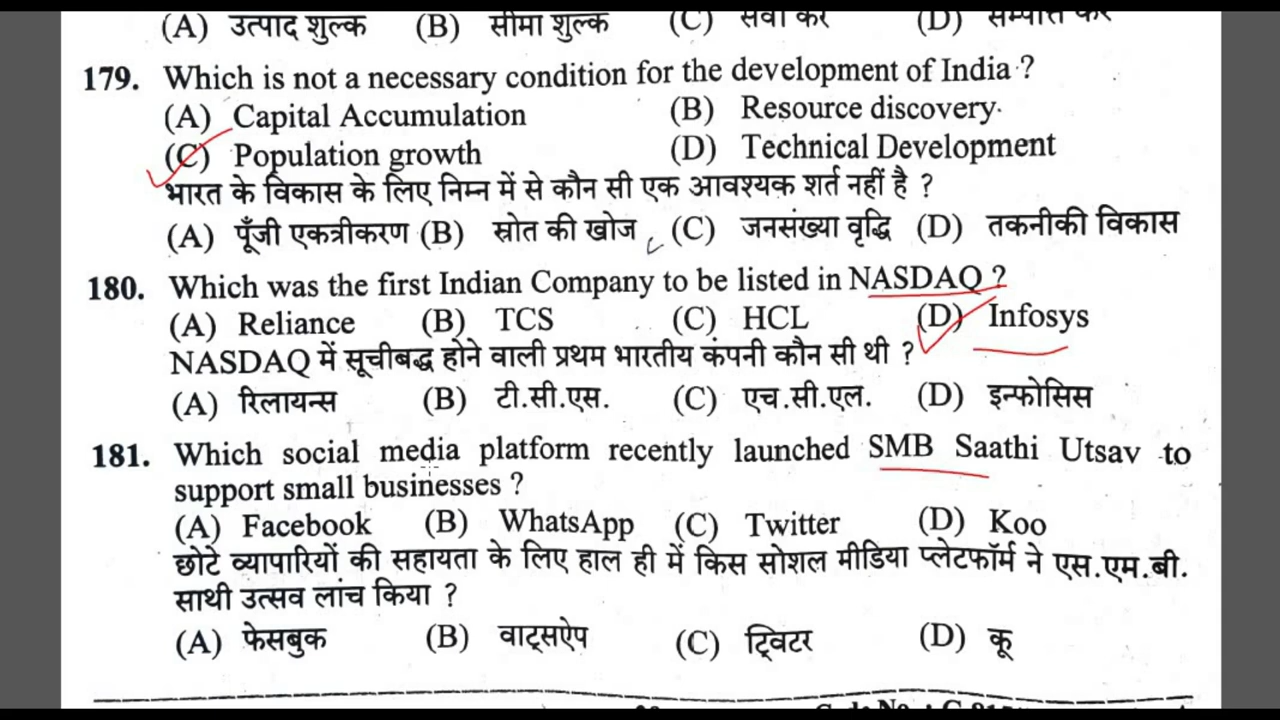 (A) उत्पाद शुल्क (B) सीमा शुल्क (C) सेवा कर (D) सम्पत्ति कर
179. Which is not a necessary condition for the development of India ?
(A) Capital Accumulation (B) Resource discovery
(C) Population growth (D) Technical Development
भारत के विकास के लिए निम्न में से कौन सी एक आवश्यक शर्त नहीं है ?
(A) पूँजी एकत्रीकरण (B) स्रोत की खोज (C) जनसंख्या वृद्धि (D) तकनीकी विकास
180. Which was the first Indian Company to be listed in NASDAQ ?
(A) Reliance (B) TCS (C) HCL (D) Infosys
NASDAQ में सूचीबद्ध होने वाली प्रथम भारतीय कंपनी कौन सी थी ?
(A) रिलायन्स (B) टी.सी.एस. (C) एच.सी.एल. (D) इन्फोसिस
181. Which social media platform recently launched SMB Saathi Utsav to
support small businesses ?
(A) Facebook (B) WhatsApp (C) Twitter (D) Koo
छोटे व्यापारियों की सहायता के लिए हाल ही में किस सोशल मीडिया प्लेटफॉर्म ने एस.एम.बी.
साथी उत्सव लांच किया ?
(A) फेसबुक (B) वाट्सऐप (C) ट्विटर (D) कू